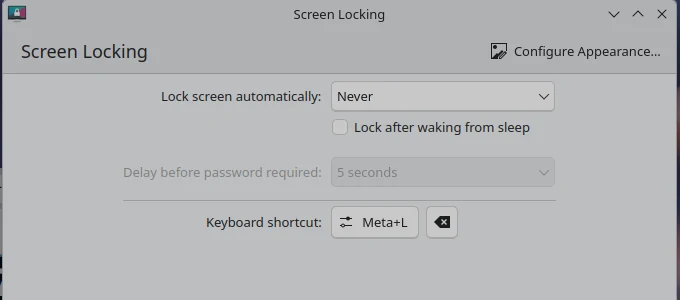 Screen Locking
Screen Locking
Configure Appearance...
Lock screen automatically: Never
Lock after waking from sleep
Delay before password required: 5 seconds
Keyboard shortcut: Meta+L